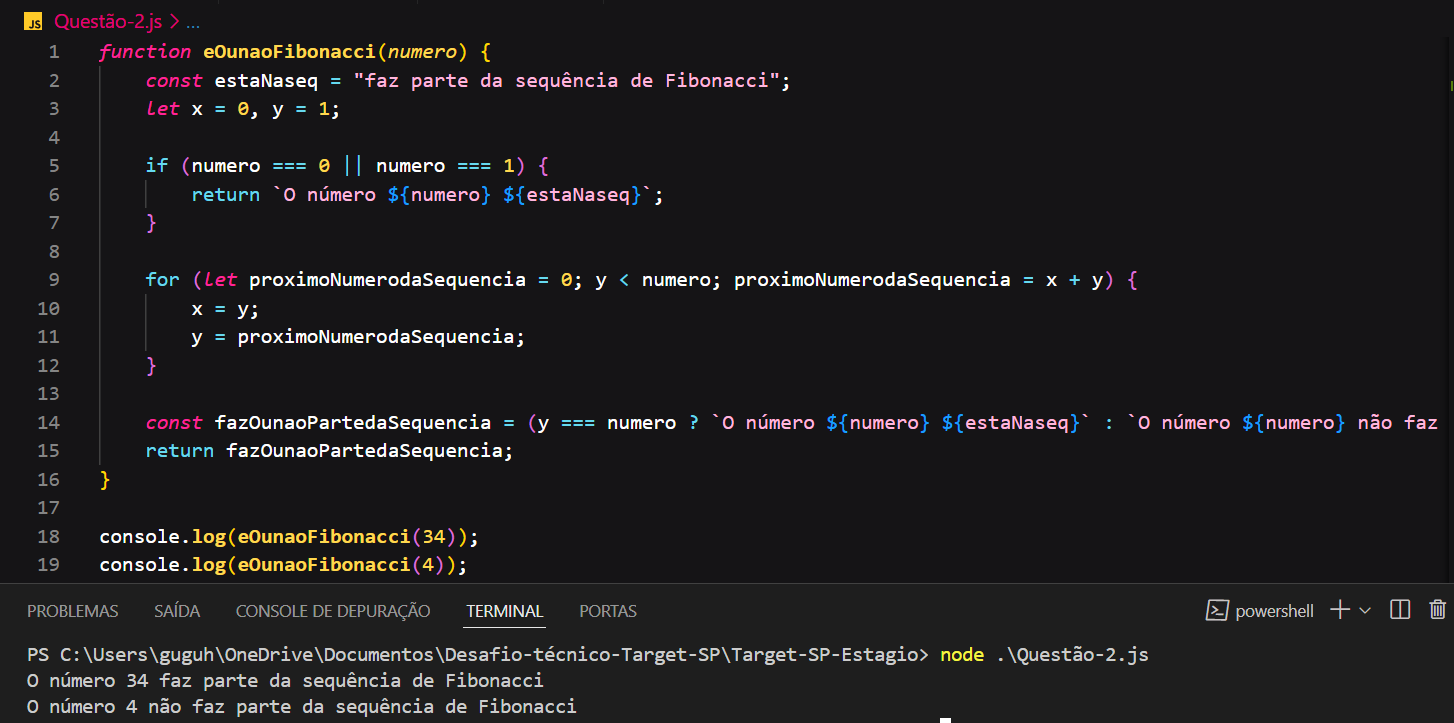 JS Questão-2.js > ...
1 function eOunaoFibonacci(numero) {
2     const estaNaseq = "faz parte da sequência de Fibonacci";
3     let x = 0, y = 1;
4
5     if (numero === 0 || numero === 1) {
6         return `O número ${numero} ${estaNaseq}`;
7     }
8
9     for (let proximoNumerodaSequencia = 0; y < numero; proximoNumerodaSequencia = x + y) {
10         x = y;
11         y = proximoNumerodaSequencia;
12     }
13
14     const fazOunaoPartedaSequencia = (y === numero ? `O número ${numero} ${estaNaseq}` : `O número ${numero} não faz
15     return fazOunaoPartedaSequencia;
16 }
17
18 console.log(eOunaoFibonacci(34));
19 console.log(eOunaoFibonacci(4));
PROBLEMAS SAÍDA CONSOLE DE DEPURAÇÃO TERMINAL PORTAS powershell
PS C:\Users\guguh\OneDrive\Documentos\Desafio-técnico-Target-SP\Target-SP-Estagio> node .\Questão-2.js
O número 34 faz parte da sequência de Fibonacci
O número 4 não faz parte da sequência de Fibonacci